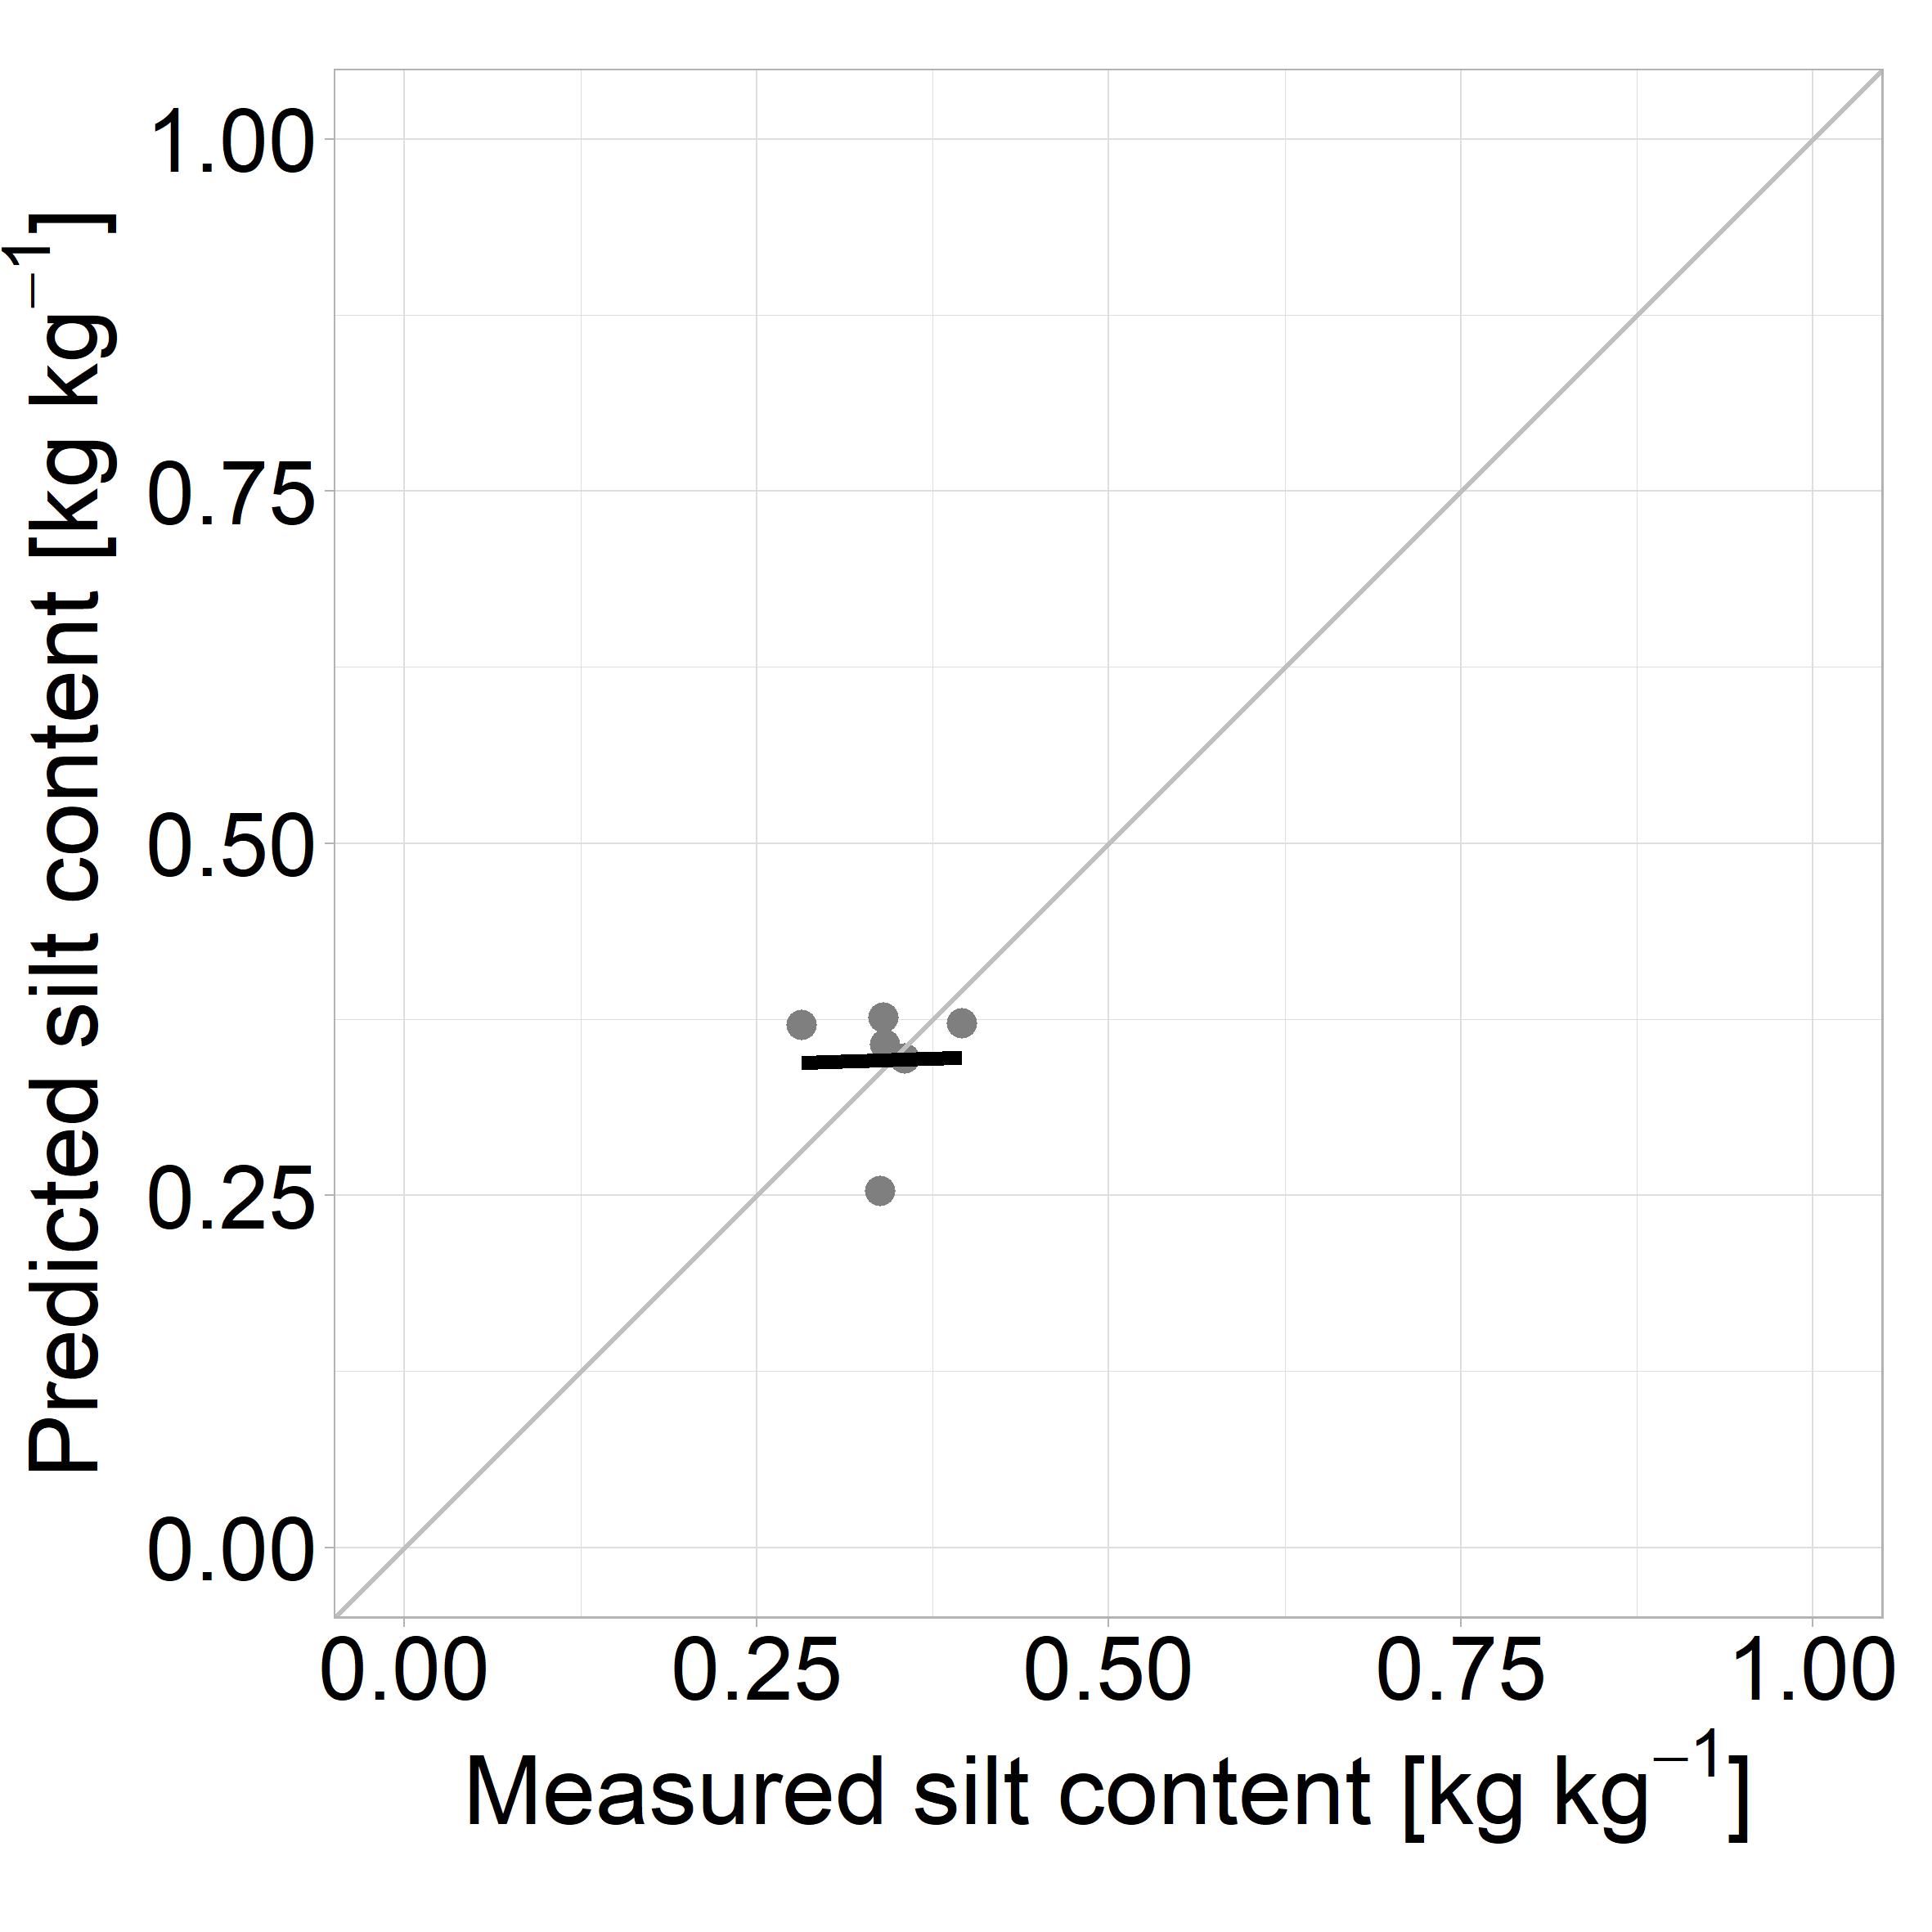 Predicted silt content [kg kg⁻¹]
1.00
0.75
0.50
0.25
0.00
0.00 0.25 0.50 0.75 1.00
Measured silt content [kg kg⁻¹]